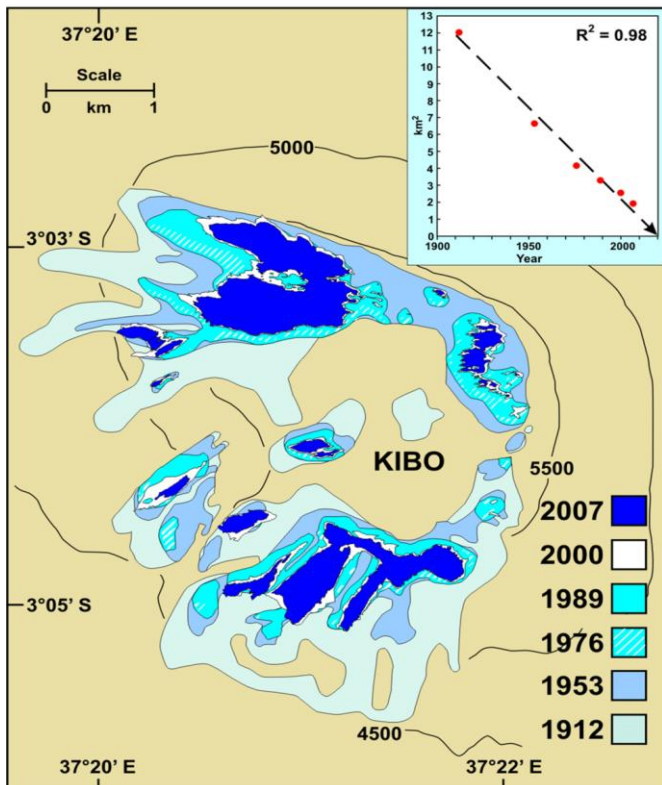 37°20' E
Scale
0 km 1
5000
3°03' S
KIBO
5500
3°05' S
4500
37°20' E
37°22' E
2007
2000
1989
1976
1953
1912
R² = 0.98
km²
13
12
11
10
9
8
7
6
5
4
3
2
1
0
1900 1950 2000
Year